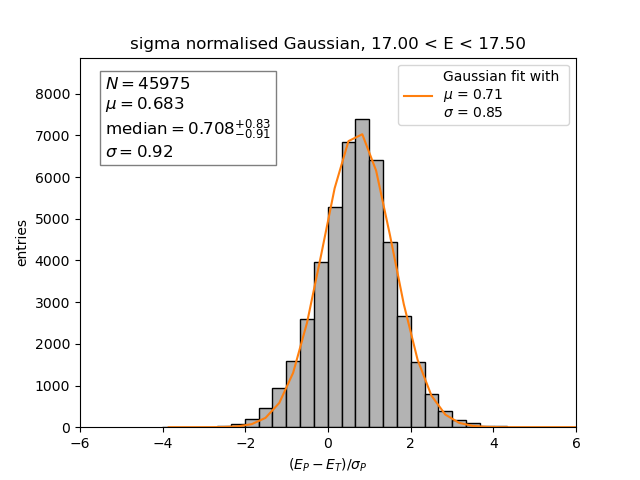 sigma normalised Gaussian, 17.00 < E < 17.50
N = 45975
μ = 0.683
median = 0.708 +0.83 −0.91
σ = 0.92
Gaussian fit with
μ = 0.71
σ = 0.85
entries
8000
7000
6000
5000
4000
3000
2000
1000
0
−6 −4 −2 0 2 4 6
(E_P − E_T)/σ_P